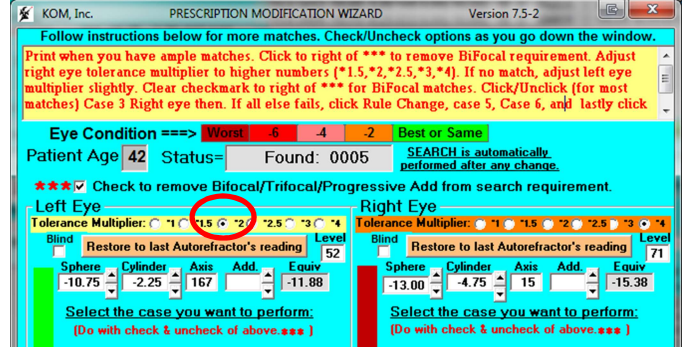 KOM, Inc. PRESCRIPTION MODIFICATION WIZARD Version 7.5-2
Follow instructions below for more matches. Check/Uncheck options as you go down the window.
Print when you have ample matches. Click to right of *** to remove BiFocal requirement. Adjust
right eye tolerance multiplier to higher numbers (*1.5,*2,*2.5,*3,*4). If no match, adjust left eye
multiplier slightly. Clear checkmark to right of *** for BiFocal matches. Click/Unclick (for most
matches) Case 3 Right eye then. If all else fails, click Rule Change, case 5, Case 6, and lastly click
Eye Condition ===> Worst -6 -4 -2 Best or Same
Patient Age 42 Status= Found: 0005 SEARCH is automatically
performed after any change.
*** Check to remove Bifocal/Trifocal/Progressive Add from search requirement.
Left Eye Right Eye
Tolerance Multiplier: *1 *1.5 *2 *2.5 *3 *4 Tolerance Multiplier: *1 *1.5 *2 *2.5 *3 *4
Blind Restore to last Autorefractor's reading Level Blind Restore to last Autorefractor's reading Level
52 71
Sphere Cylinder Axis Add. Equiv Sphere Cylinder Axis Add. Equiv
-10.75 -2.25 167 -11.88 -13.00 -4.75 15 -15.38
Select the case you want to perform: Select the case you want to perform:
(Do with check & uncheck of above.*** ) (Do with check & uncheck of above.*** )